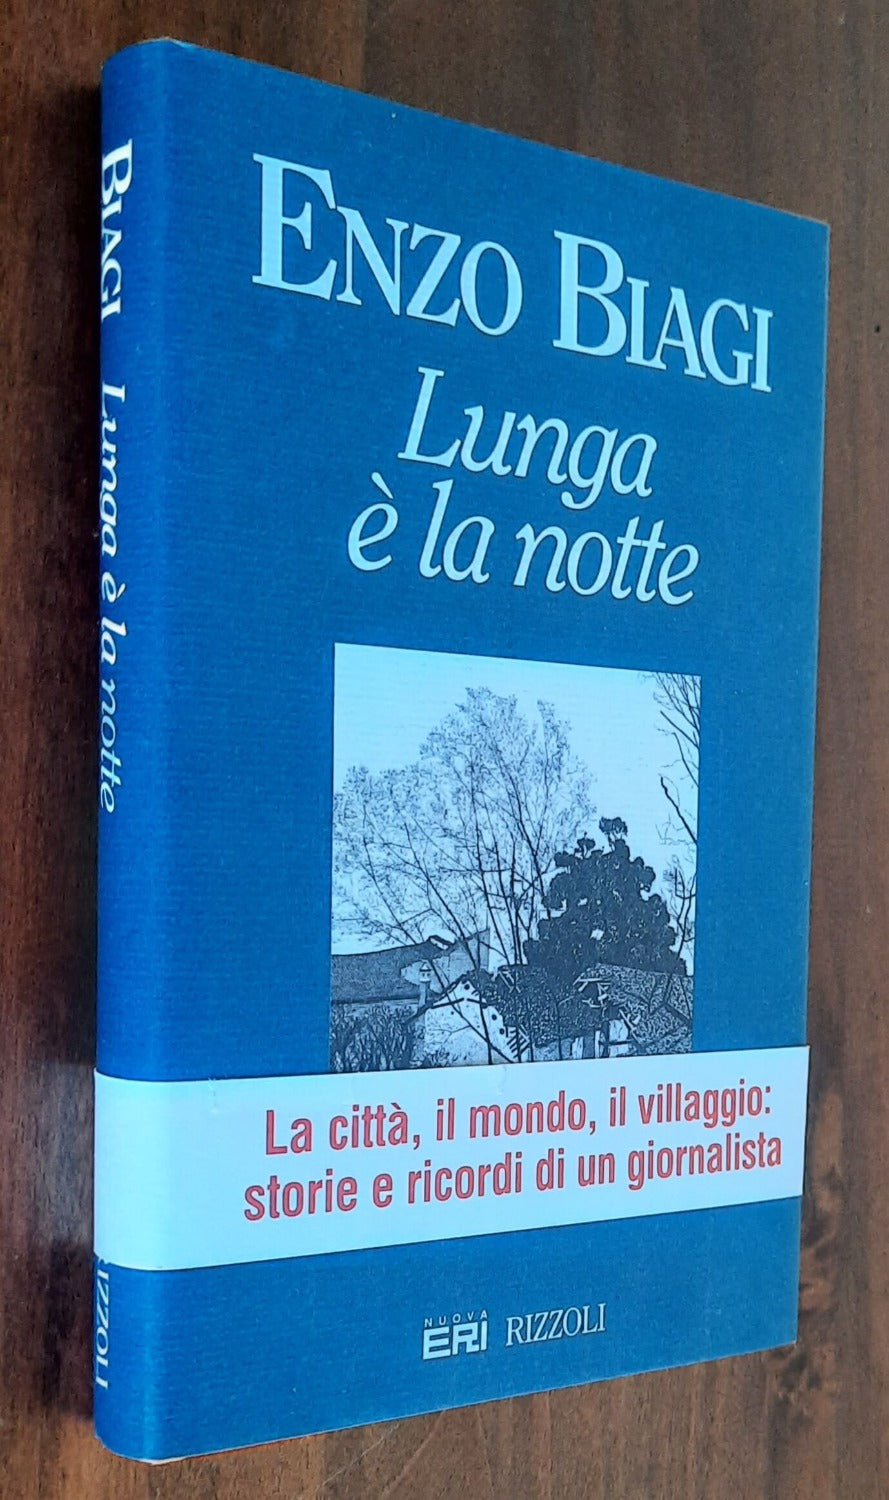 ENZO BIAGI
Lunga
è la notte
La città, il mondo, il villaggio:
storie e ricordi di un giornalista
NUOVA
ERI RIZZOLI
BIAGI Lunga è la notte
RIZZOLI